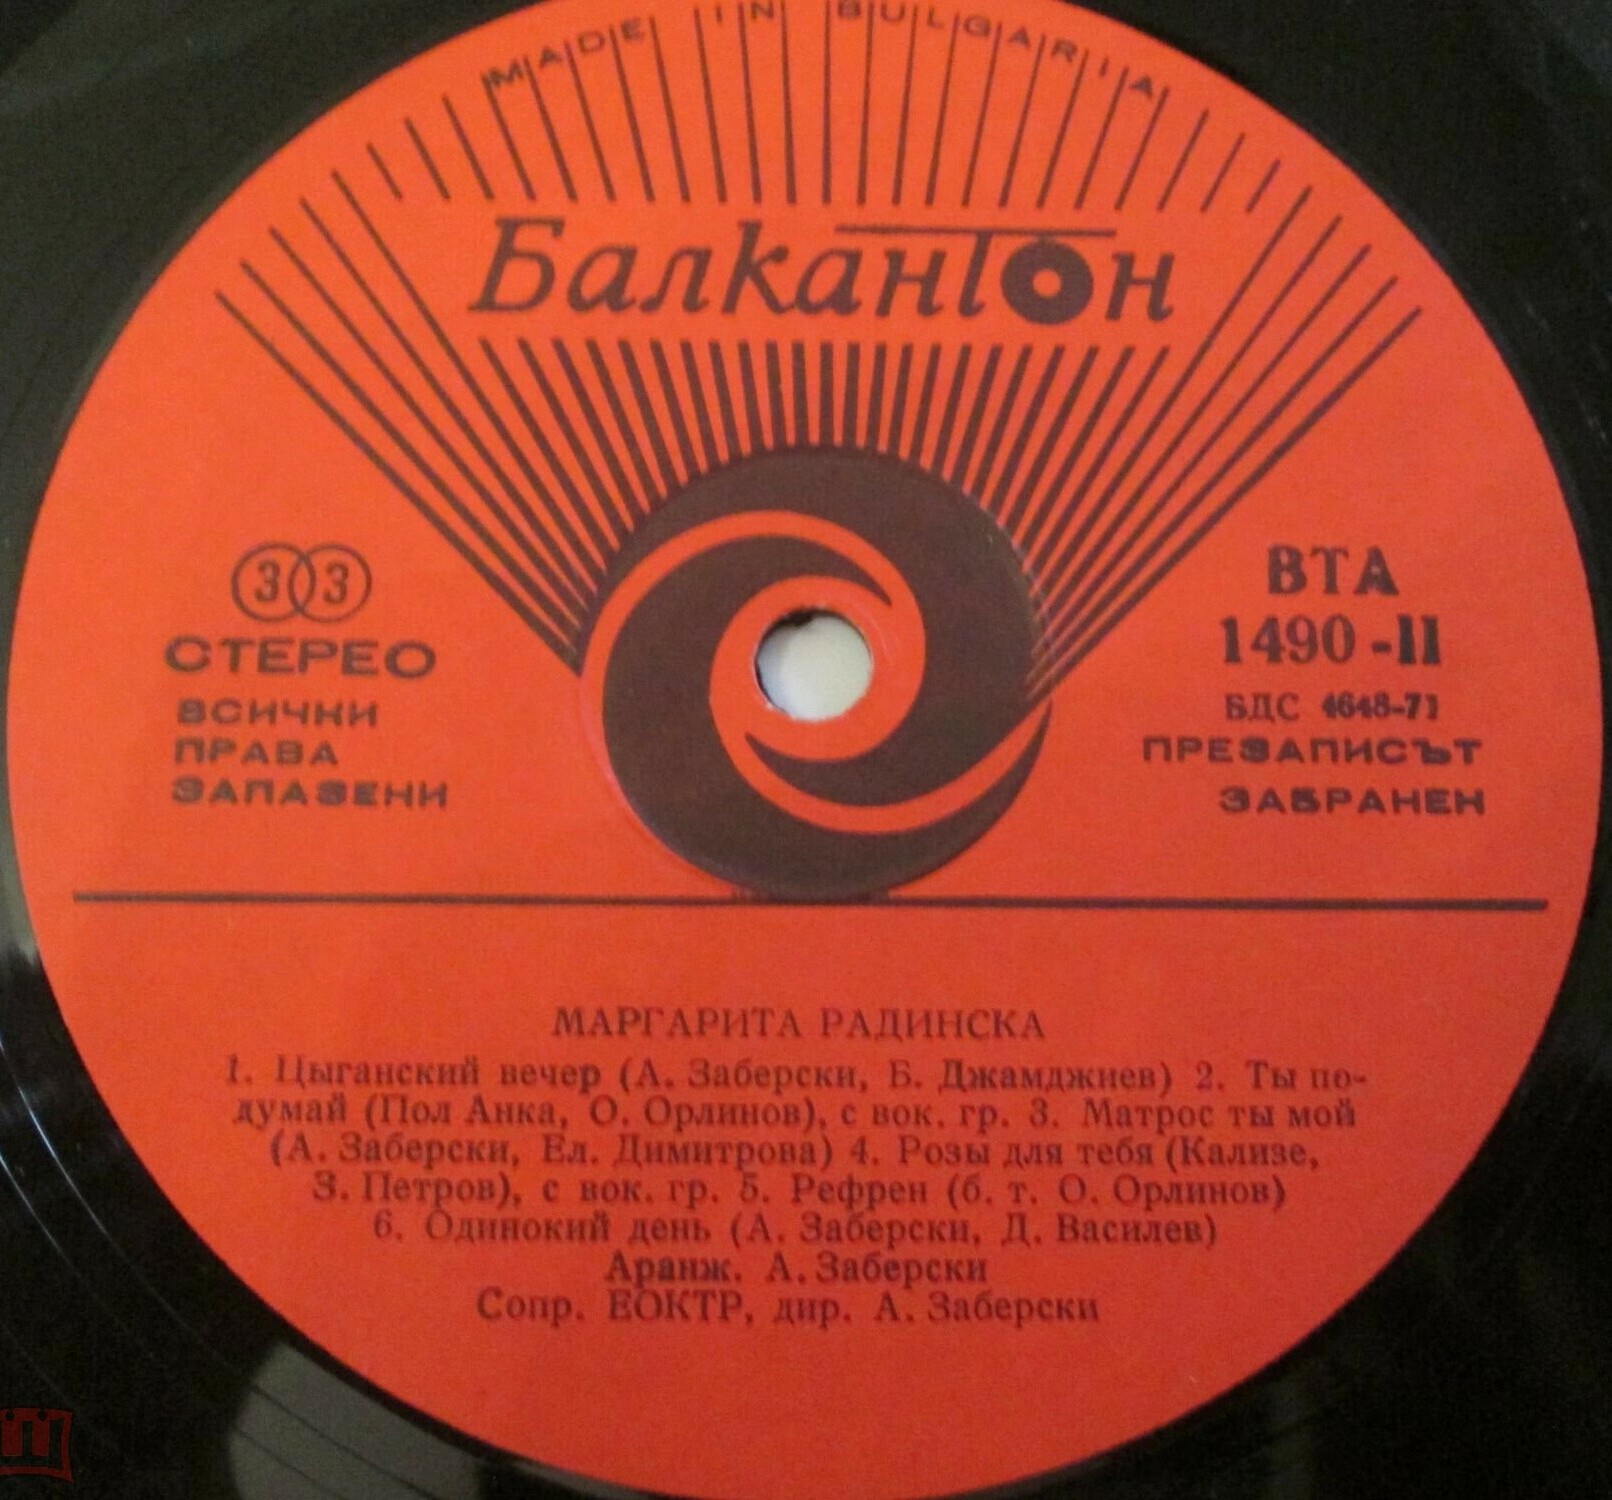 MADE IN BULGARIA
Балкантон
33
СТЕРЕО
ВСИЧКИ
ПРАВА
ЗАПАЗЕНИ
ВТА
1490-II
БДС 4648-71
ПРЕЗАПИСЪТ
ЗАБРАНЕН
МАРГАРИТА РАДИНСКА
1. Цыганский вечер (А. Заберски, Б. Джамджиев) 2. Ты по-
думай (Пол Анка, О. Орлинов), с вок. гр. 3. Матрос ты мой
(А. Заберски, Ел. Димитрова) 4. Розы для тебя (Кализе,
З. Петров), с вок. гр. 5. Рефрен (б. т. О. Орлинов)
6. Одинокий день (А. Заберски, Д. Василев)
Аранж. А. Заберски
Сопр. ЕОКТР, дир. А. Заберски